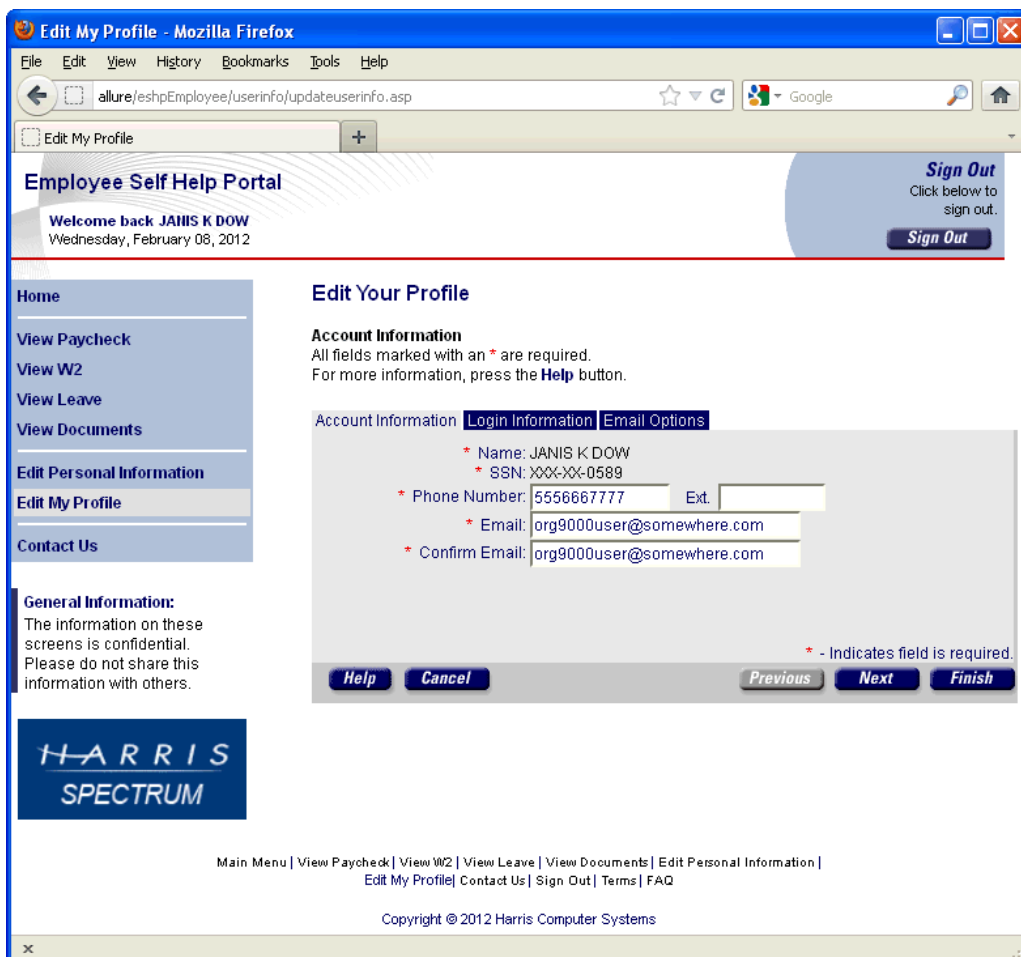 Edit My Profile - Mozilla Firefox
File Edit View History Bookmarks Tools Help
allure/eshpEmployee/userinfo/updateuserinfo.asp
Google
Edit My Profile
+
Employee Self Help Portal
Welcome back JANIS K DOW
Wednesday, February 08, 2012
Sign Out
Click below to
sign out.
Sign Out
Home
View Paycheck
View W2
View Leave
View Documents
Edit Personal Information
Edit My Profile
Contact Us
General Information:
The information on these
screens is confidential.
Please do not share this
information with others.
HARRIS
SPECTRUM
Edit Your Profile
Account Information
All fields marked with an * are required.
For more information, press the Help button.
Account Information Login Information Email Options
* Name: JANIS K DOW
* SSN: XXX-XX-0589
* Phone Number: 5556667777 Ext.
* Email: org9000user@somewhere.com
* Confirm Email: org9000user@somewhere.com
* - Indicates field is required.
Help Cancel Previous Next Finish
Main Menu | View Paycheck | View W2 | View Leave | View Documents | Edit Personal Information |
Edit My Profile | Contact Us | Sign Out | Terms | FAQ
Copyright © 2012 Harris Computer Systems
x